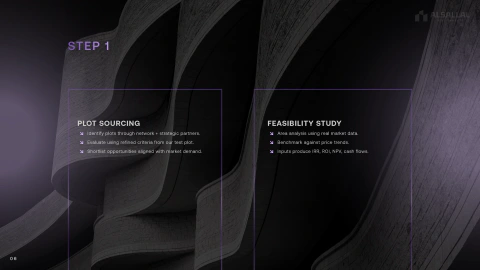 STEP 1
PLOT SOURCING
Identify plots through network + strategic partners.
Evaluate using refined criteria from our test plot.
Shortlist opportunities aligned with market demand.
FEASIBILITY STUDY
Area analysis using real market data.
Benchmark against price trends.
Inputs produce IRR, ROI, NPV, cash flows.
06